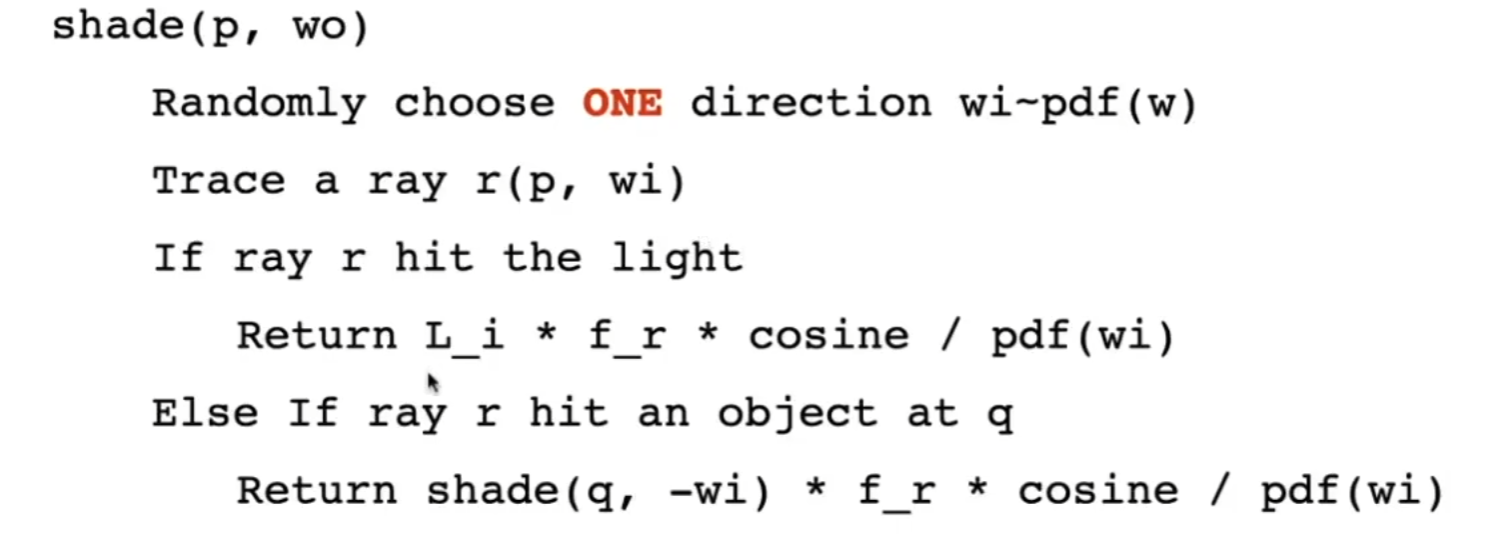 shade(p, wo)
Randomly choose ONE direction wi~pdf(w)
Trace a ray r(p, wi)
If ray r hit the light
Return L_i * f_r * cosine / pdf(wi)
Else If ray r hit an object at q
Return shade(q, -wi) * f_r * cosine / pdf(wi)